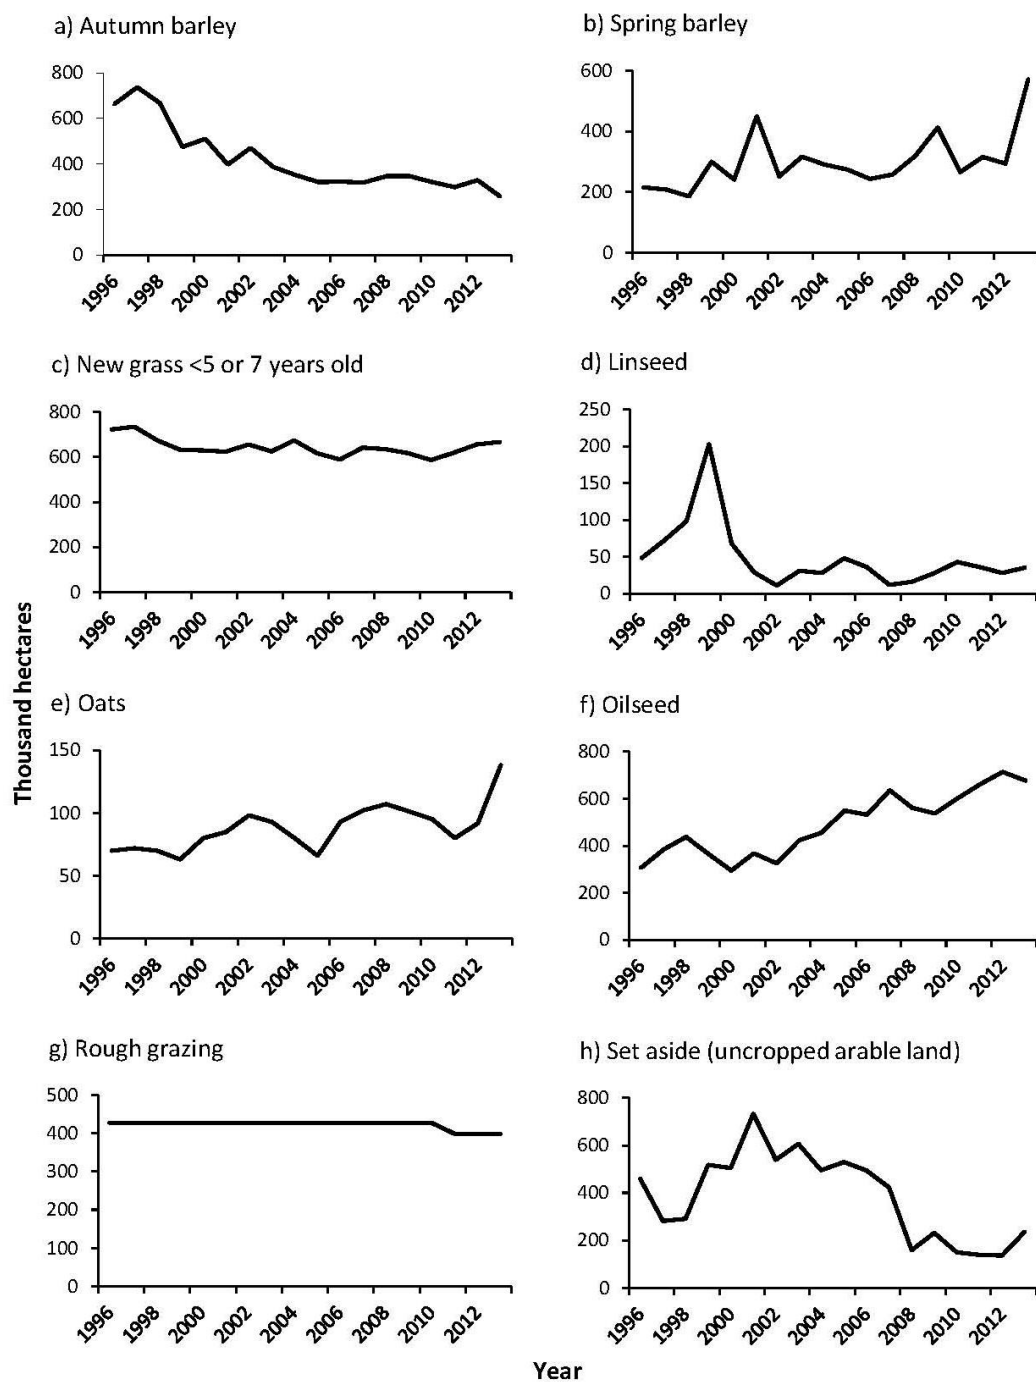 a) Autumn barley
800
600
400
200
0
1996 1998 2000 2002 2004 2006 2008 2010 2012
b) Spring barley
600
400
200
0
1996 1998 2000 2002 2004 2006 2008 2010 2012
c) New grass <5 or 7 years old
800
600
400
200
0
1996 1998 2000 2002 2004 2006 2008 2010 2012
d) Linseed
250
200
150
100
50
0
1996 1998 2000 2002 2004 2006 2008 2010 2012
Thousand hectares
e) Oats
150
100
50
0
1996 1998 2000 2002 2004 2006 2008 2010 2012
f) Oilseed
800
600
400
200
0
1996 1998 2000 2002 2004 2006 2008 2010 2012
g) Rough grazing
500
400
300
200
100
0
1996 1998 2000 2002 2004 2006 2008 2010 2012
h) Set aside (uncropped arable land)
800
600
400
200
0
1996 1998 2000 2002 2004 2006 2008 2010 2012
Year